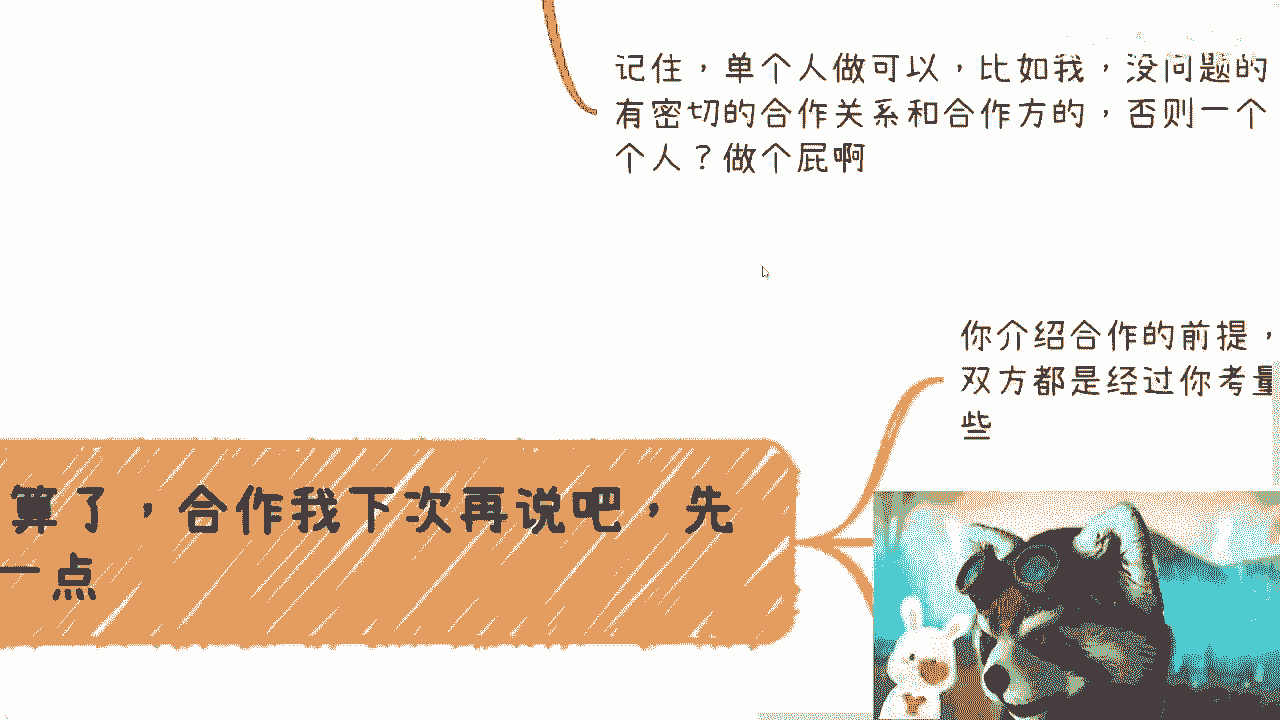 记住，单个人做可以，比如我，没问题的
有密切的合作关系和合作方的，否则一个
个人？做个屁啊
你介绍合作的前提，
双方都是经过你考量
些
算了，合作我下次再说吧，先
一点